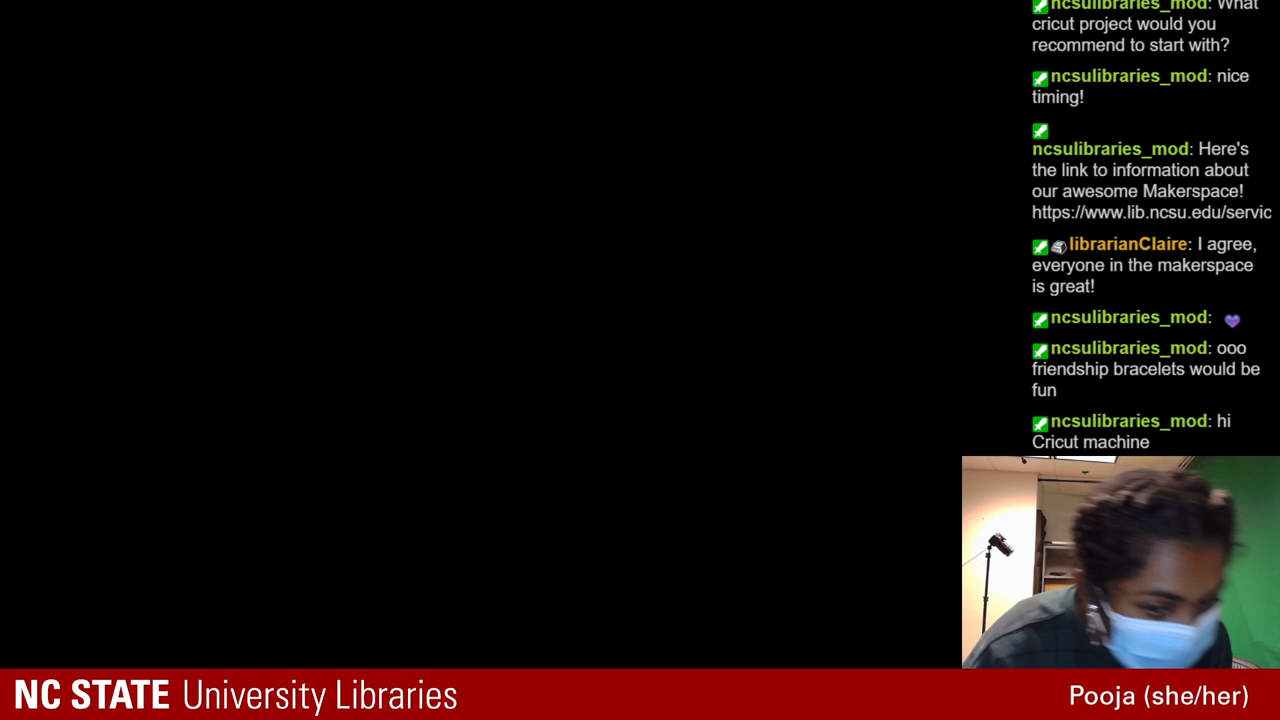 ncsulibraries_mod: What
cricut project would you
recommend to start with?
ncsulibraries_mod: nice
timing!
ncsulibraries_mod: Here's
the link to information about
our awesome Makerspace!
https://www.lib.ncsu.edu/servic
librarianClaire: I agree,
everyone in the makerspace
is great!
ncsulibraries_mod:
ncsulibraries_mod: ooo
friendship bracelets would be
fun
ncsulibraries_mod: hi
Cricut machine
NC STATE University Libraries
Pooja (she/her)